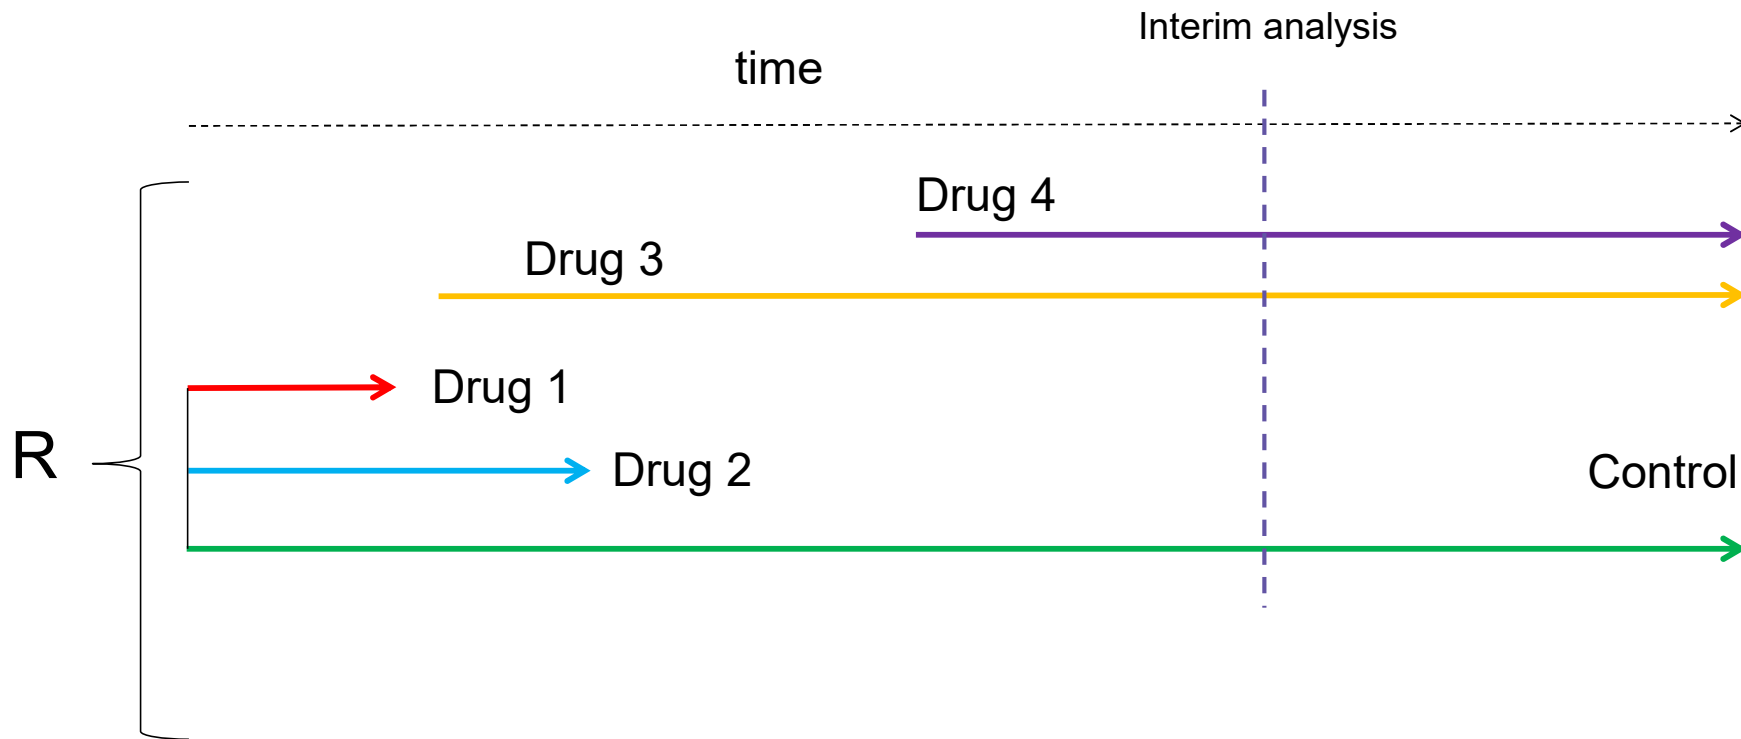 Interim analysis
time
Drug 4
Drug 3
Drug 1
R
Drug 2
Control